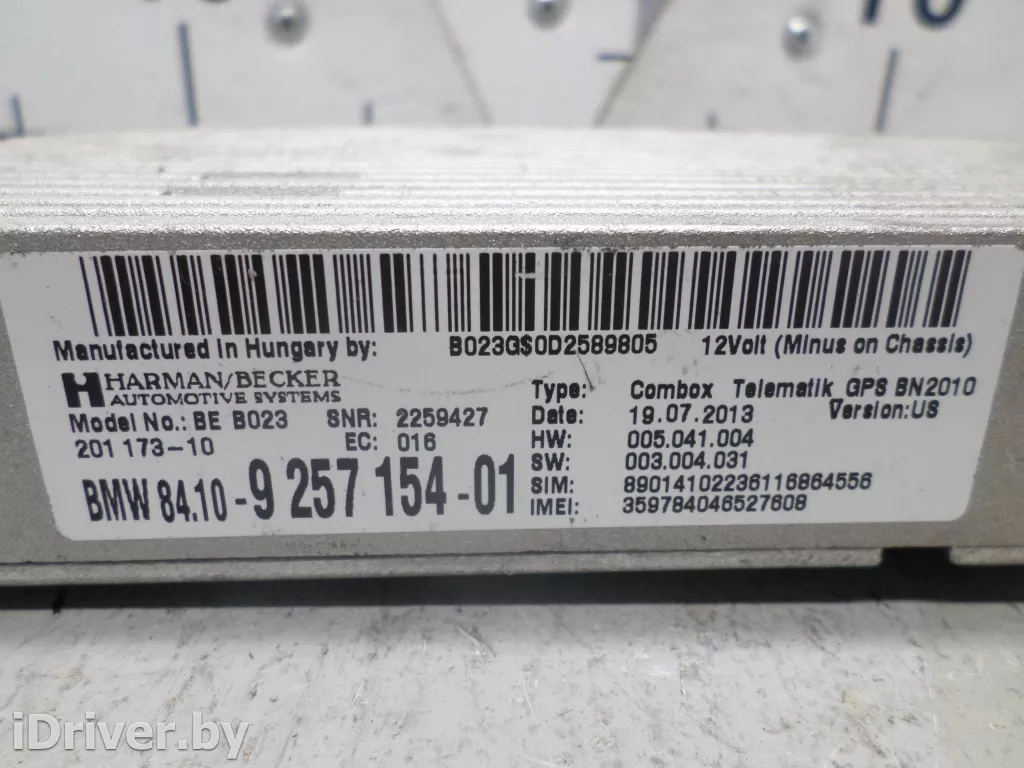 B023G$0D2589805 12Volt (Minus on Chassis)
Manufactured in Hungary by:
HARMAN/BECKER
AUTOMOTIVE SYSTEMS
Model No.: BE B023 SNR: 2259427
201 173-10 EC: 016
BMW 84.10-9 257 154-01
Type: Combox Telematik GPS BN2010
Date: 19.07.2013 Version:US
HW: 005.041.004
SW: 003.004.031
SIM: 89014102236116864556
IMEI: 359784046527608
iDriver.by